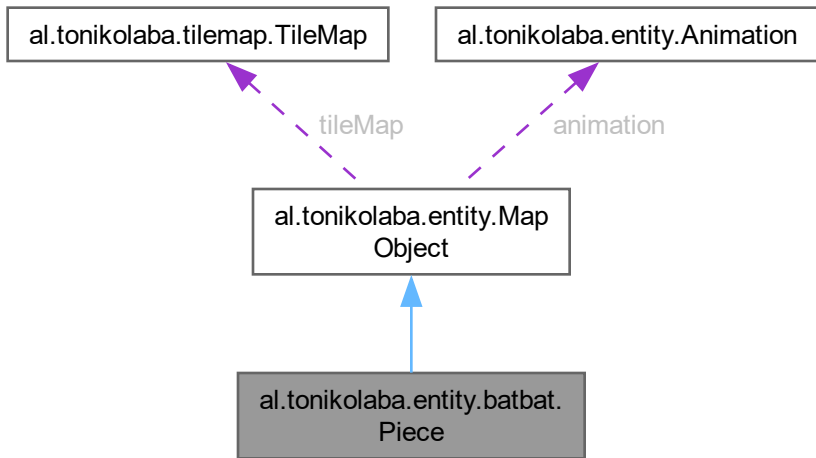 al.tonikolaba.tilemap.TileMap
al.tonikolaba.entity.Animation
tileMap
animation
al.tonikolaba.entity.Map
Object
al.tonikolaba.entity.batbat.
Piece